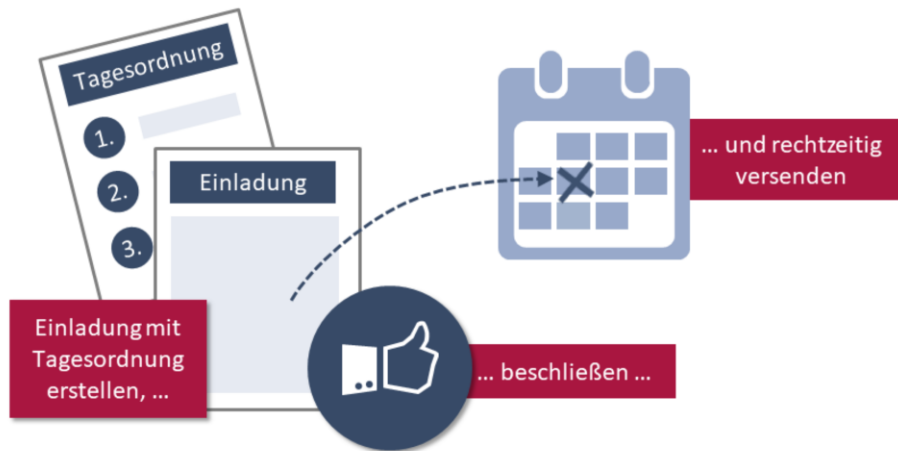 Tagesordnung
1.
2.
3.
Einladung
Einladung mit
Tagesordnung
erstellen, ...
... beschließen ...
... und rechtzeitig
versenden